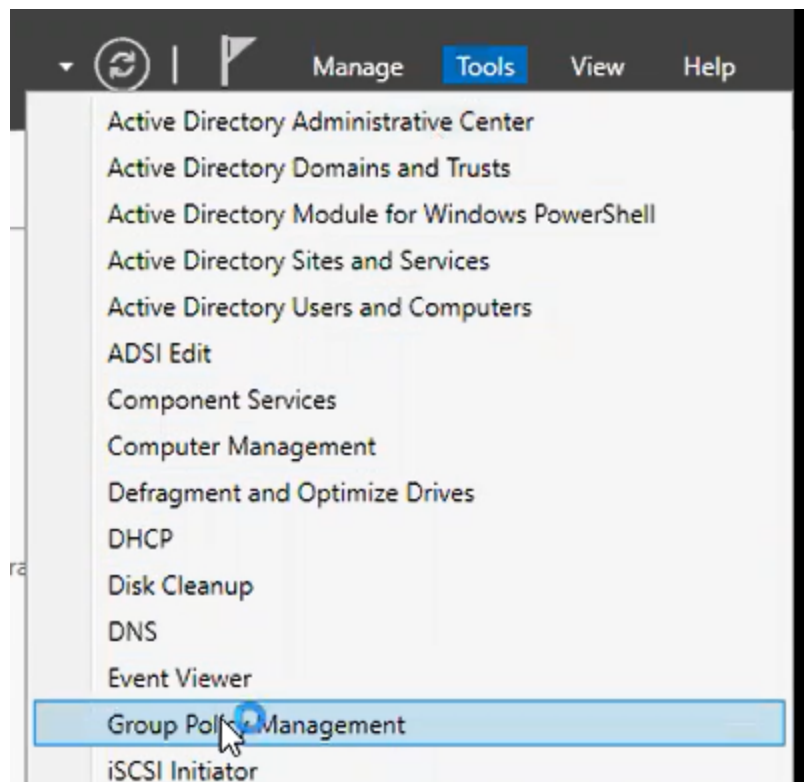 Manage Tools View Help
Active Directory Administrative Center
Active Directory Domains and Trusts
Active Directory Module for Windows PowerShell
Active Directory Sites and Services
Active Directory Users and Computers
ADSI Edit
Component Services
Computer Management
Defragment and Optimize Drives
DHCP
ra
Disk Cleanup
DNS
Event Viewer
Group Policy Management
iSCSI Initiator